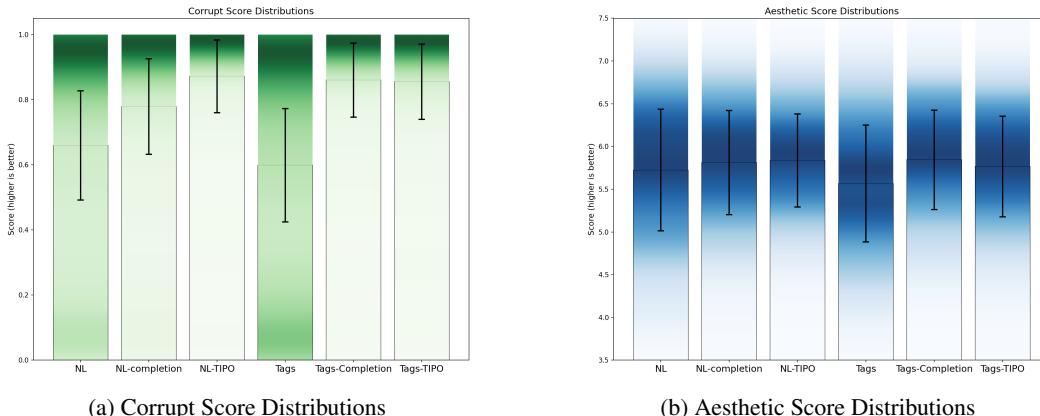 Corrupt Score Distributions
Score (higher is better)
1.0
0.8
0.6
0.4
0.2
0.0
NL
NL-completion
NL-TIPO
Tags
Tags-Completion
Tags-TIPO
(a) Corrupt Score Distributions
Aesthetic Score Distributions
Score (higher is better)
7.5
7.0
6.5
6.0
5.5
5.0
4.5
4.0
3.5
NL
NL-completion
NL-TIPO
Tags
Tags-Completion
Tags-TIPO
(b) Aesthetic Score Distributions